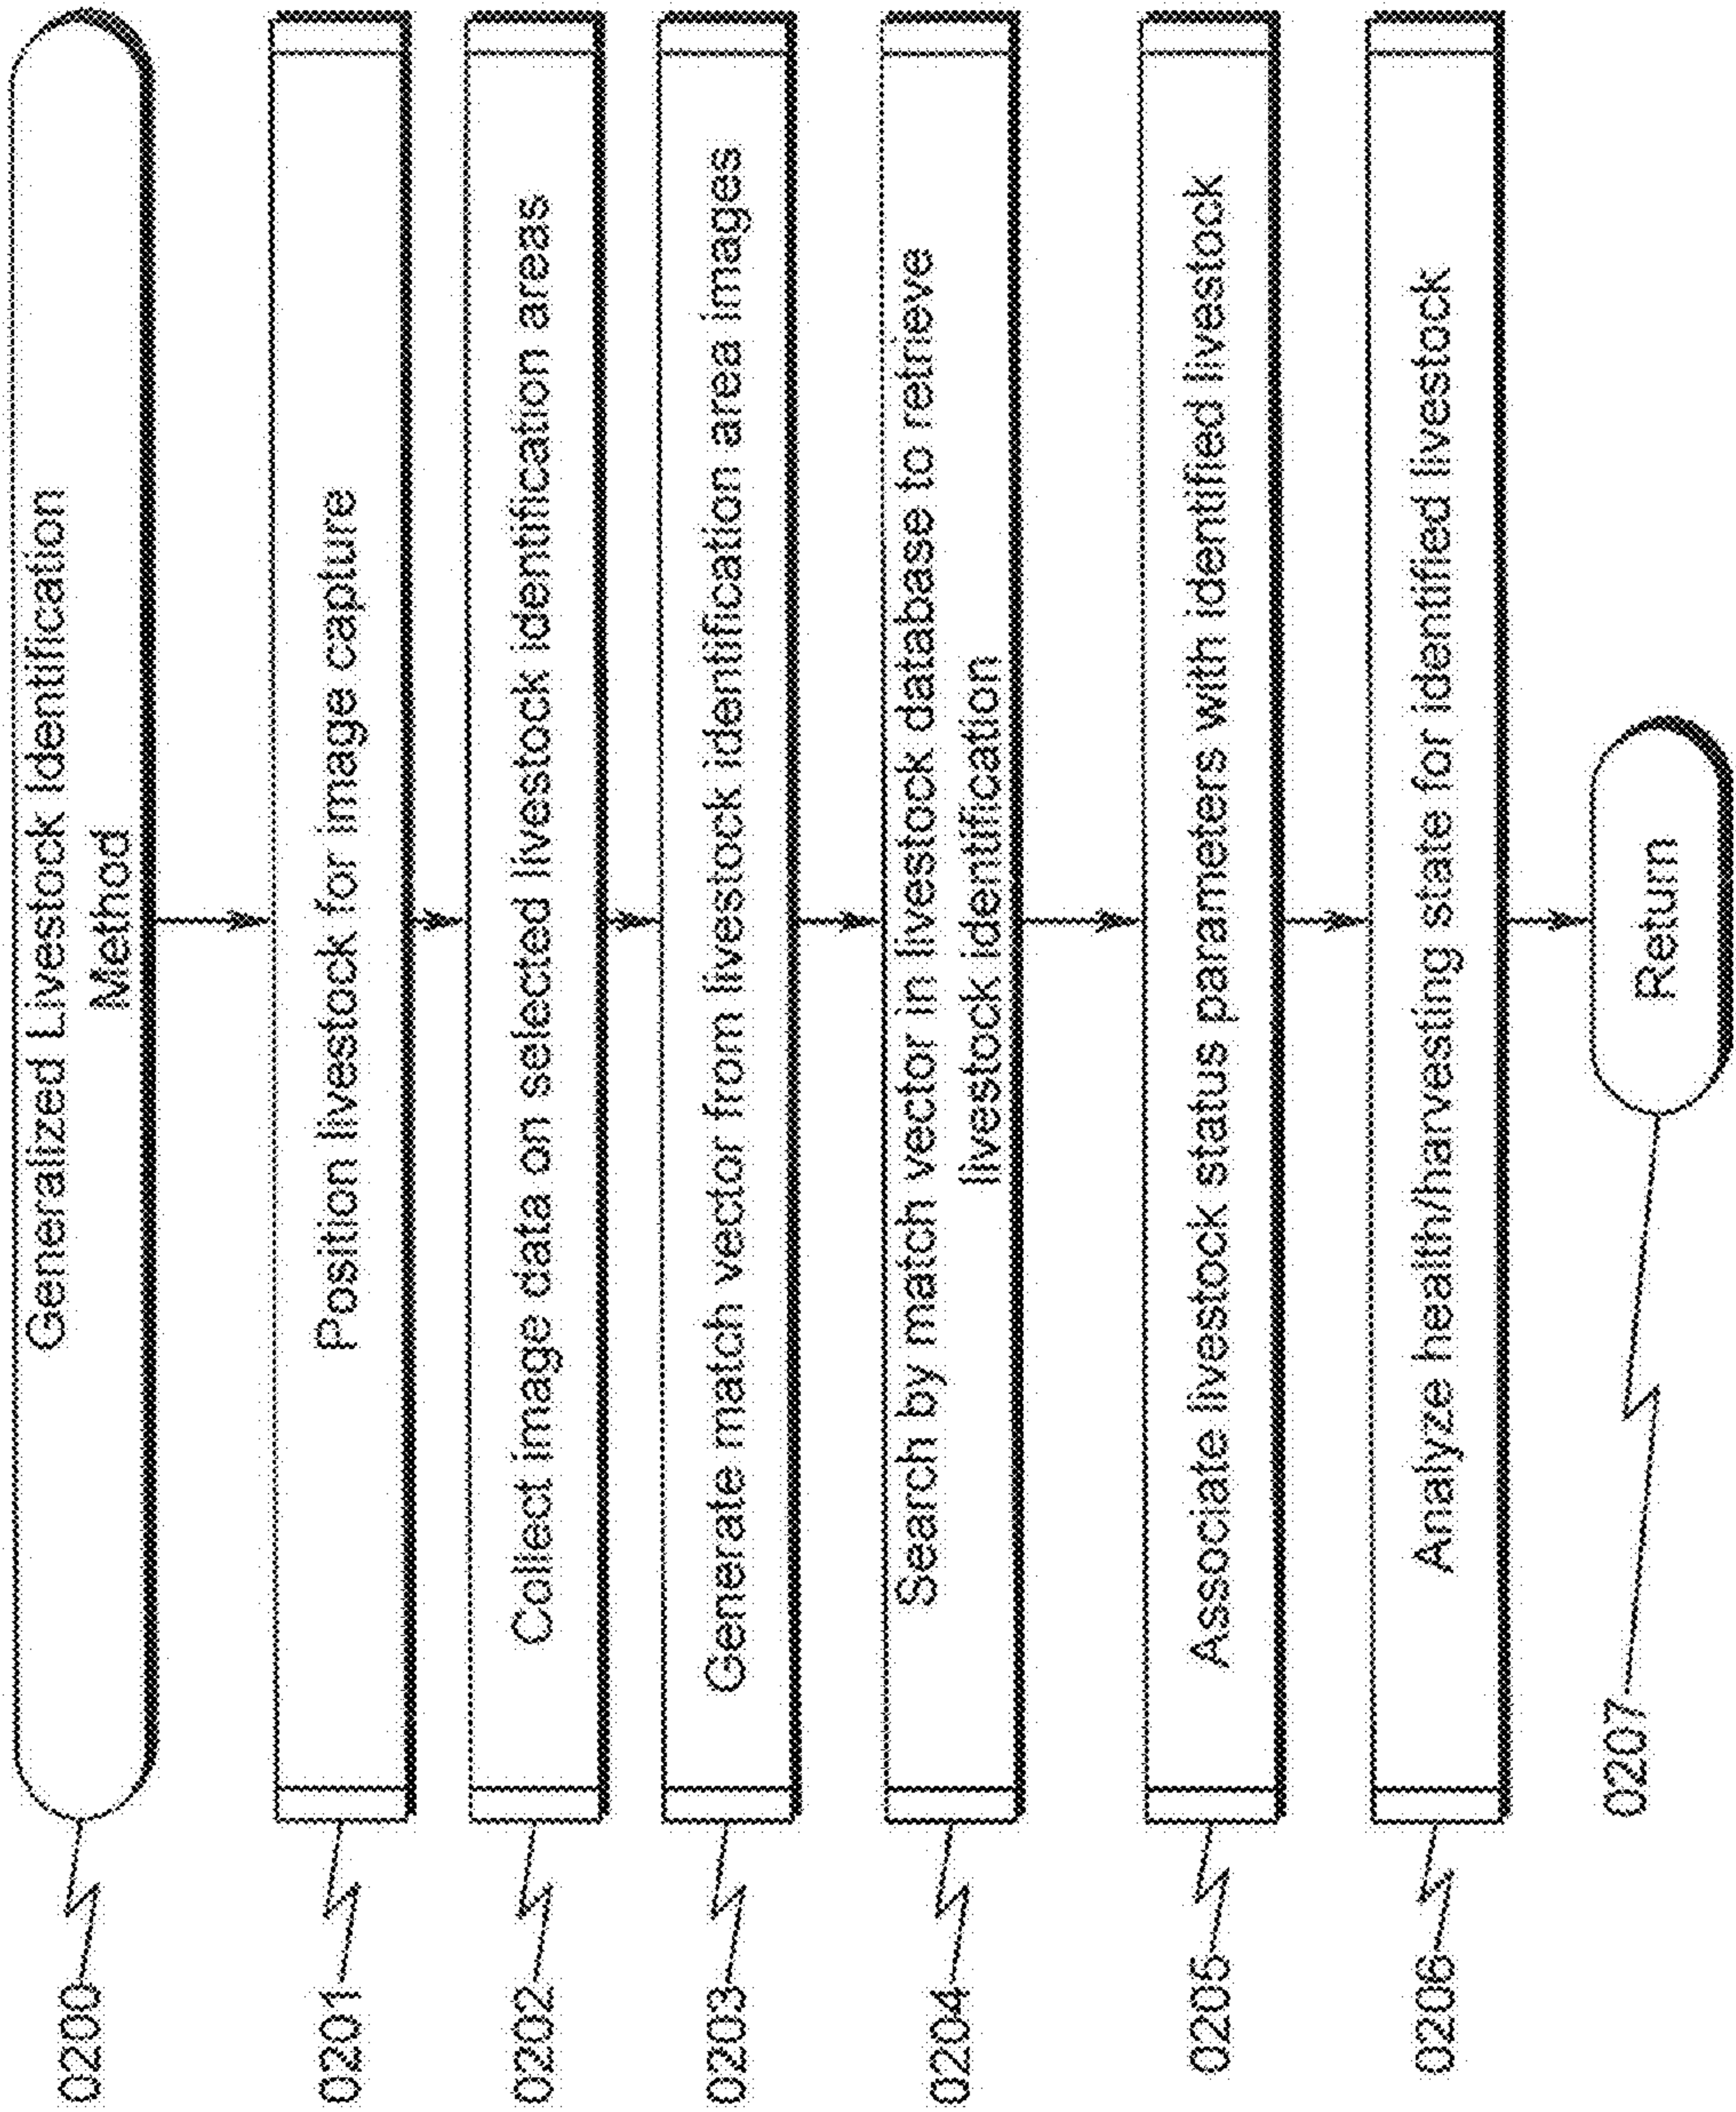 0200
Generalized Livestock Identification
Method
0201
Position livestock for image capture
0202
Collect image data on selected livestock identification areas
0203
Generate match vector from livestock identification area images
0204
Search by match vector in livestock database to retrieve
livestock identification
0205
Associate livestock status parameters with identified livestock
0206
Analyze health/harvesting state for identified livestock
0207
Return